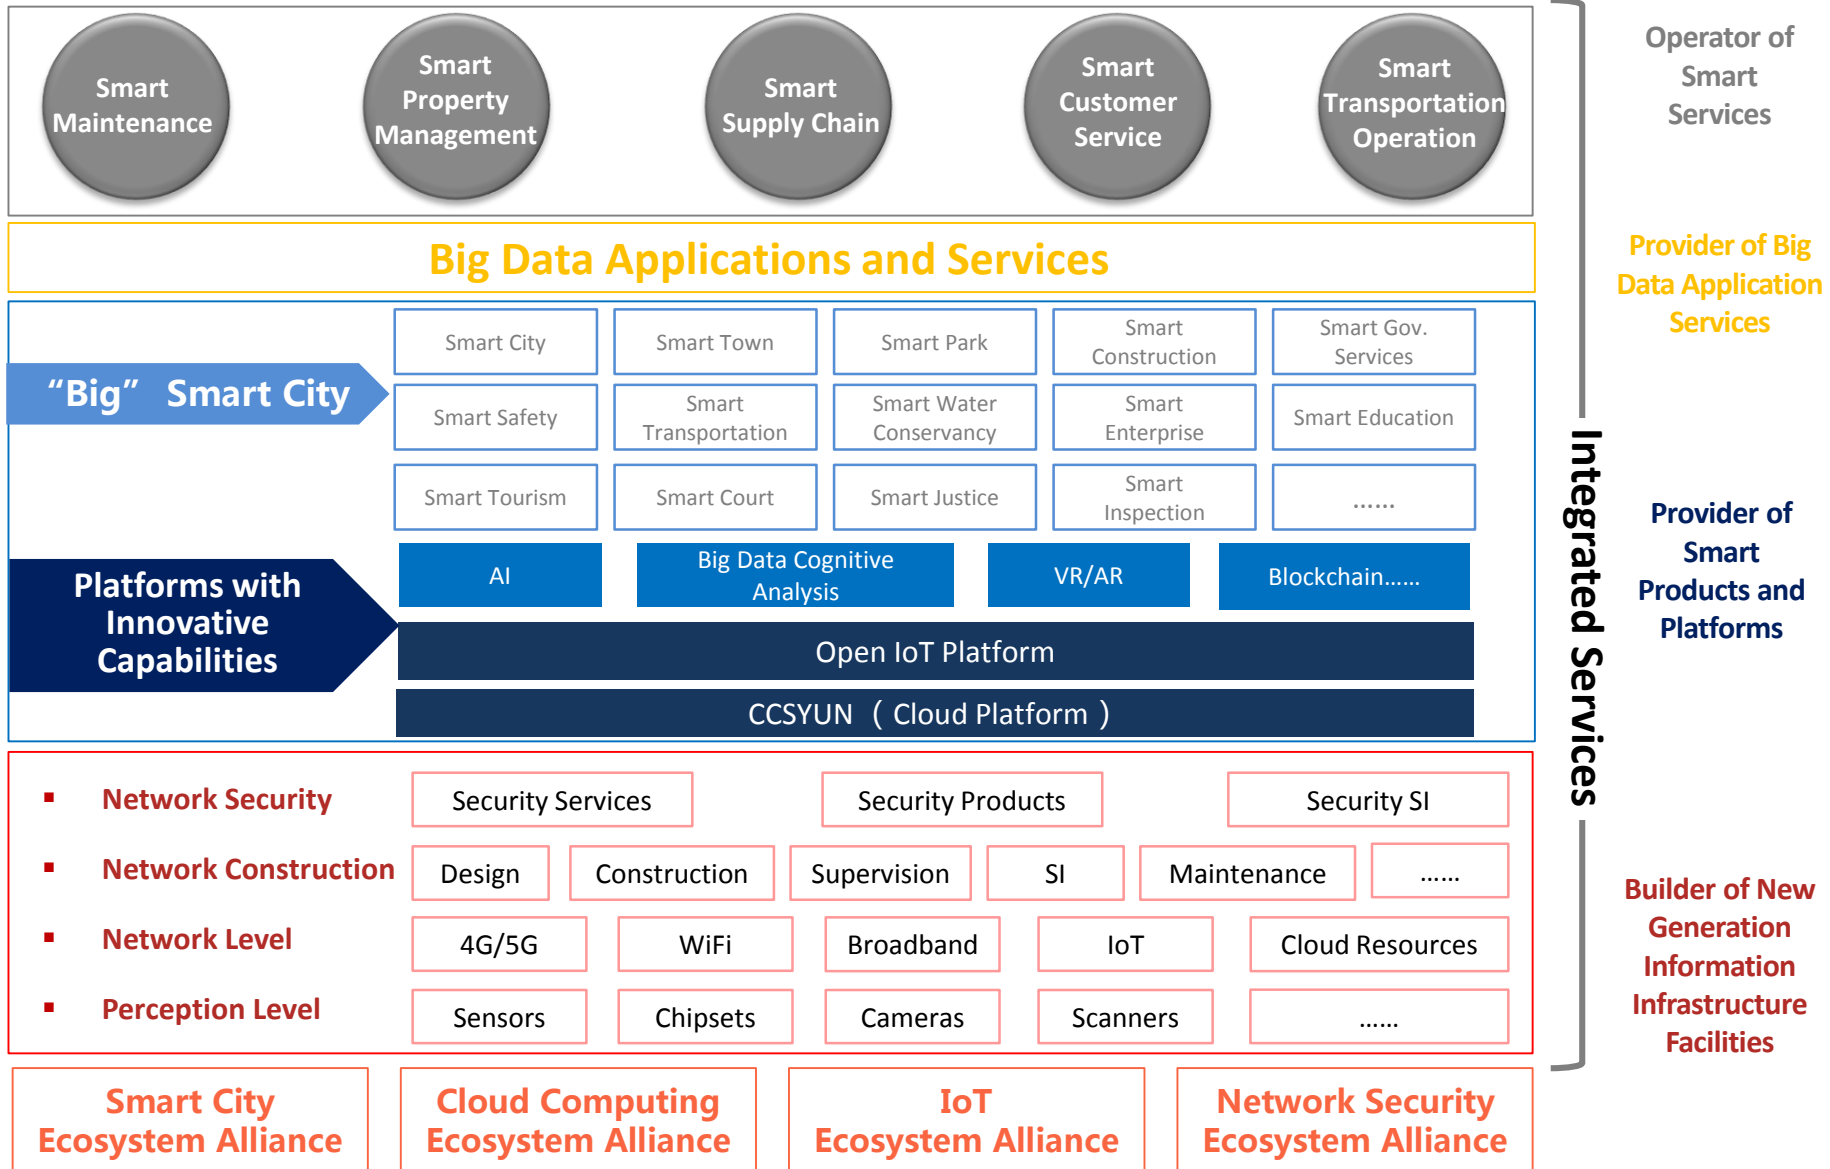 Smart
Maintenance
Smart
Property
Management
Smart
Supply Chain
Smart
Customer
Service
Smart
Transportation
Operation
Operator of
Smart
Services
Big Data Applications and Services
Provider of Big
Data Application
Services
“Big” Smart City
Smart City
Smart Town
Smart Park
Smart
Construction
Smart Gov.
Services
Smart Safety
Smart
Transportation
Smart Water
Conservancy
Smart
Enterprise
Smart Education
Smart Tourism
Smart Court
Smart Justice
Smart
Inspection
......
Platforms with
Innovative
Capabilities
AI
Big Data Cognitive
Analysis
VR/AR
Blockchain......
Open IoT Platform
CCSYUN （ Cloud Platform ）
Integrated Services
Provider of
Smart
Products and
Platforms
▪ Network Security
Security Services
Security Products
Security SI
▪ Network Construction
Design
Construction
Supervision
SI
Maintenance
......
▪ Network Level
4G/5G
WiFi
Broadband
IoT
Cloud Resources
▪ Perception Level
Sensors
Chipsets
Cameras
Scanners
......
Builder of New
Generation
Information
Infrastructure
Facilities
Smart City
Ecosystem Alliance
Cloud Computing
Ecosystem Alliance
IoT
Ecosystem Alliance
Network Security
Ecosystem Alliance